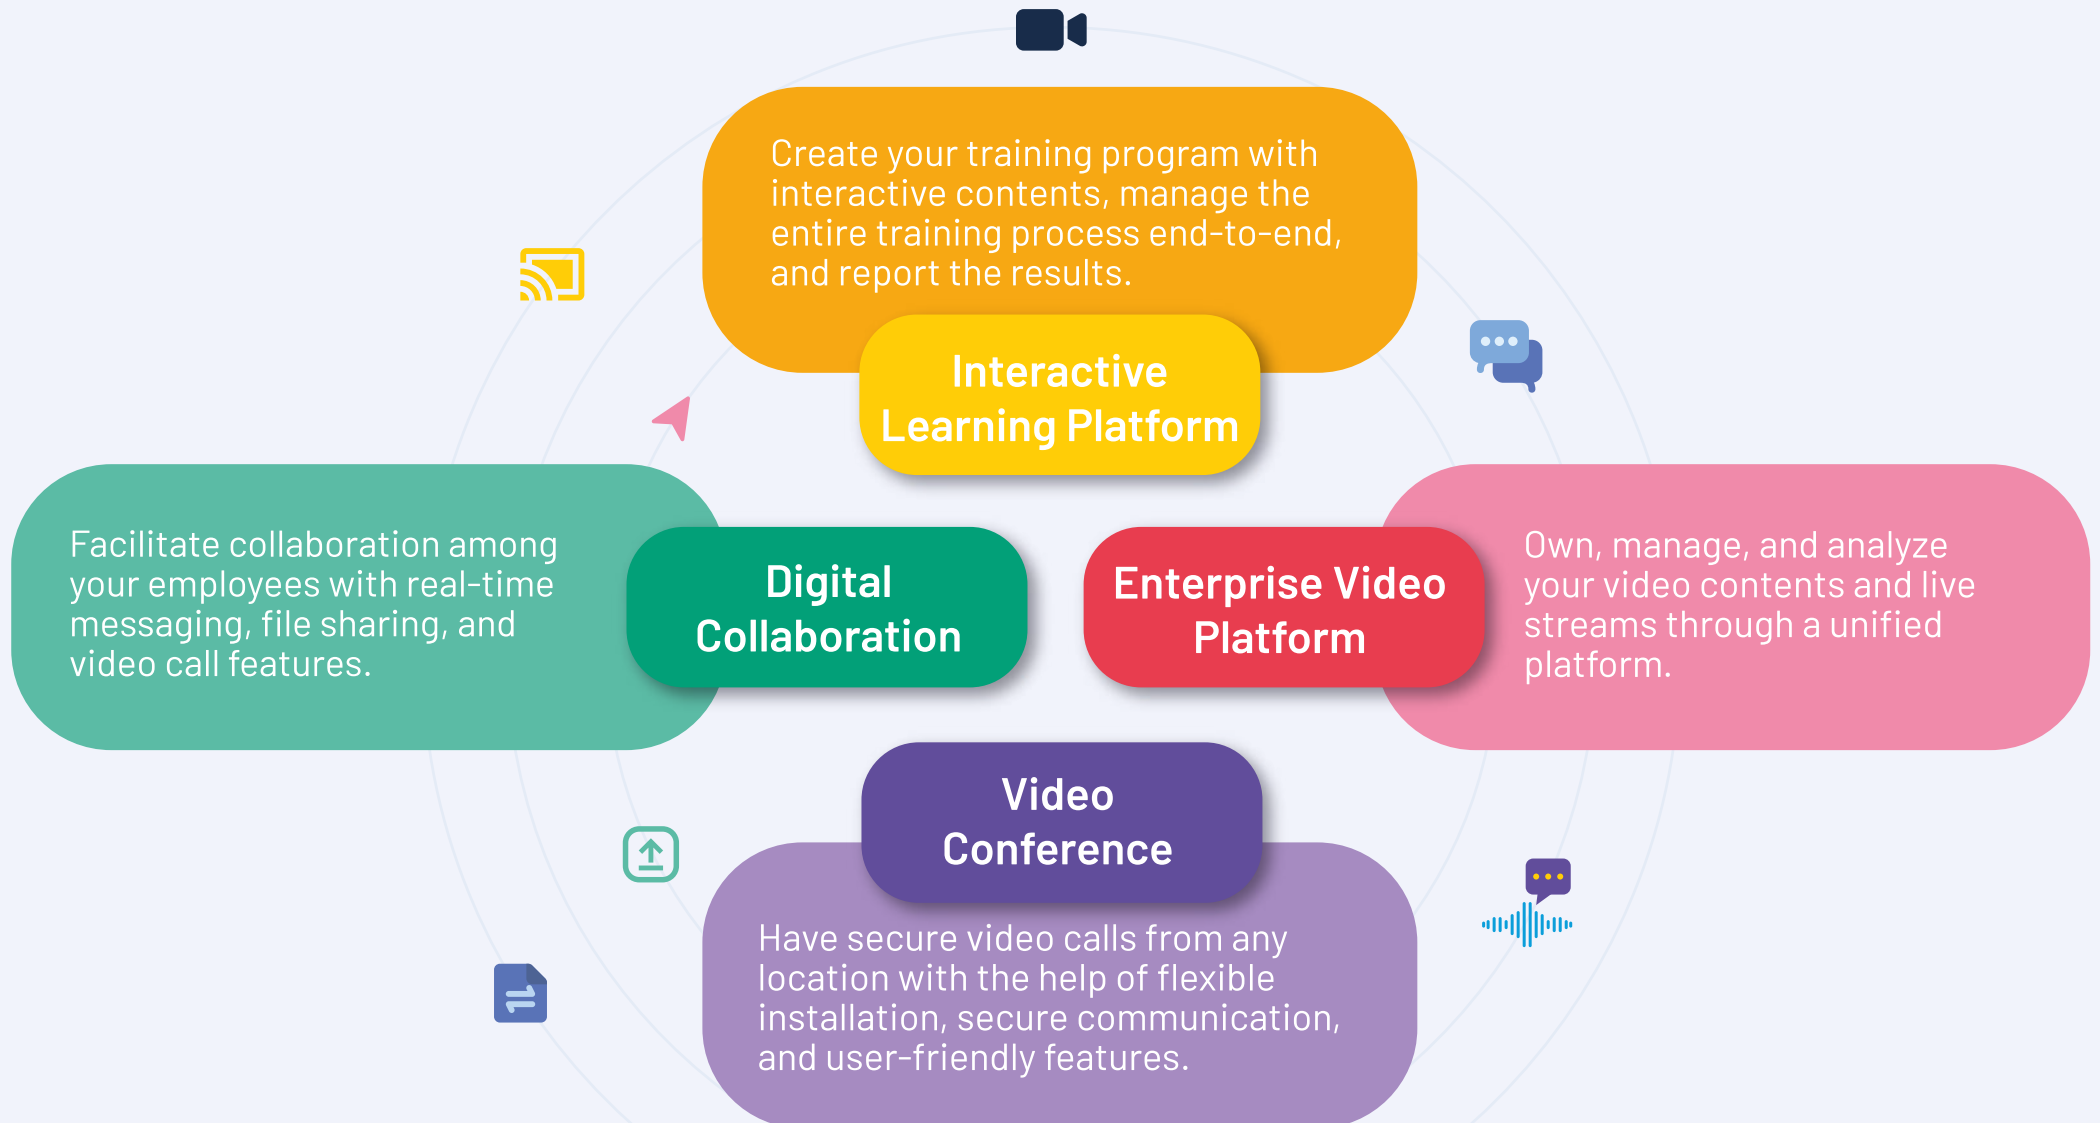 Create your training program with
interactive contents, manage the
entire training process end-to-end,
and report the results.
Interactive
Learning Platform
Facilitate collaboration among
your employees with real-time
messaging, file sharing, and
video call features.
Digital
Collaboration
Enterprise Video
Platform
Own, manage, and analyze
your video contents and live
streams through a unified
platform.
Video
Conference
Have secure video calls from any
location with the help of flexible
installation, secure communication,
and user-friendly features.